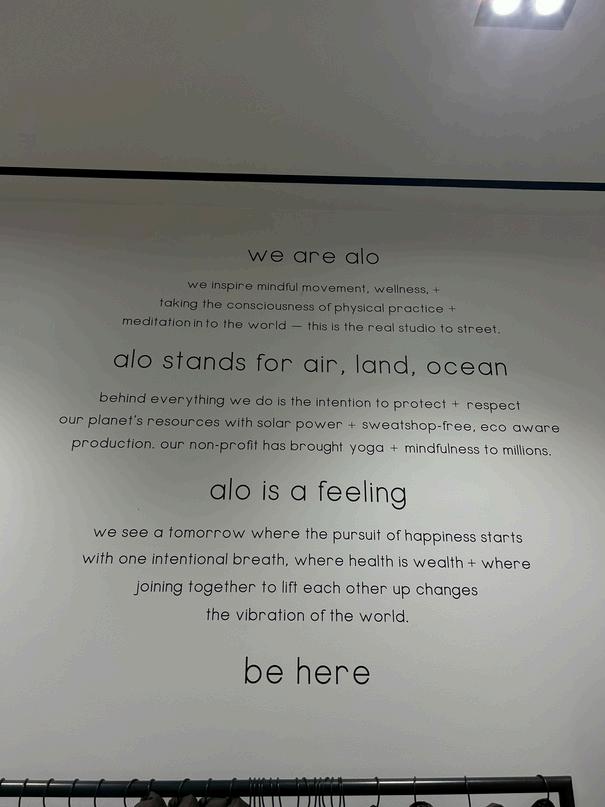 we are alo
we inspire mindful movement, wellness, +
taking the consciousness of physical practice +
meditation in to the world — this is the real studio to street.
alo stands for air, land, ocean
behind everything we do is the intention to protect + respect
our planet's resources with solar power + sweatshop-free, eco aware
production. our non-profit has brought yoga + mindfulness to millions.
alo is a feeling
we see a tomorrow where the pursuit of happiness starts
with one intentional breath, where health is wealth + where
joining together to lift each other up changes
the vibration of the world.
be here